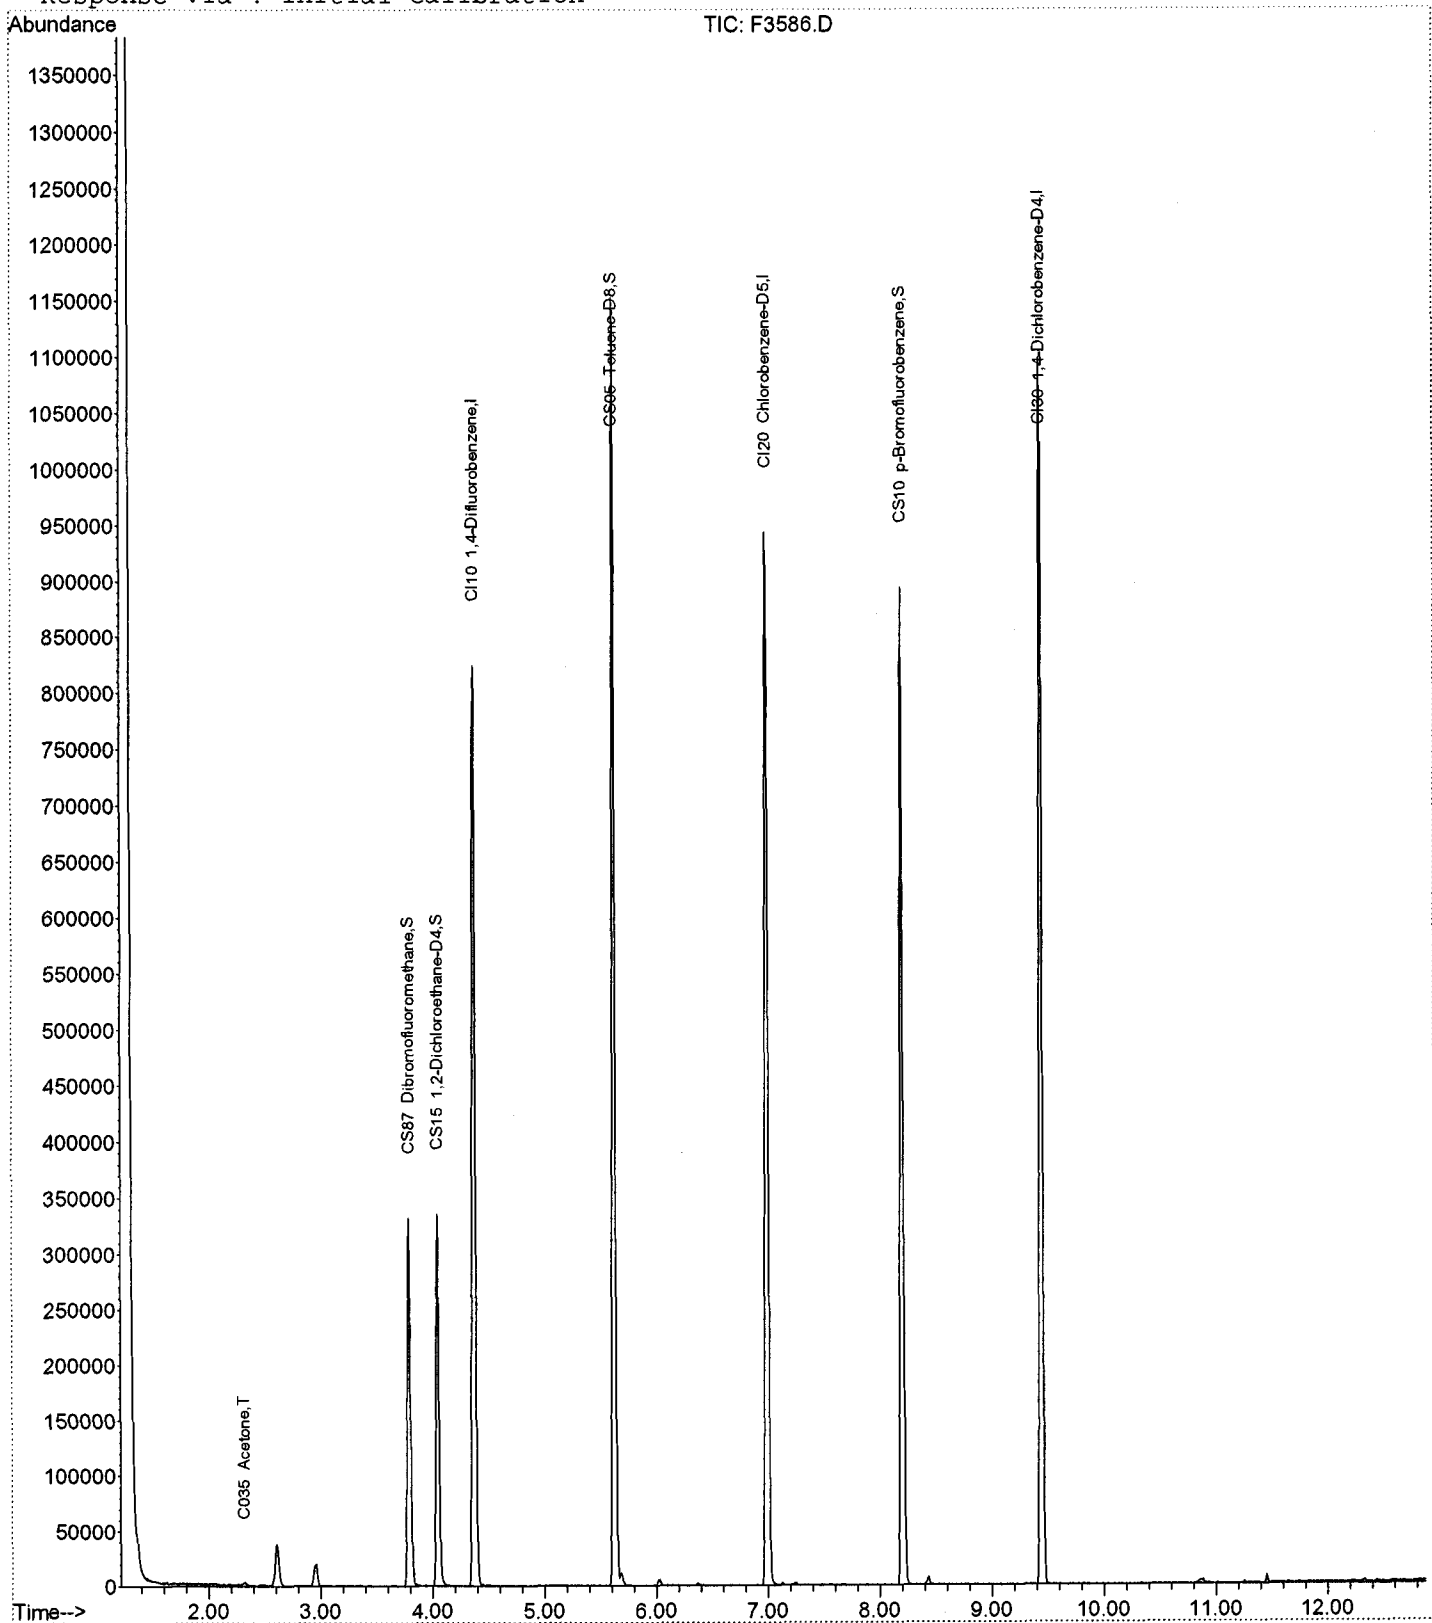 Response via : Initial Calibration
Abundance
TIC: F3586.D
1350000
1300000
1250000
1200000
1150000
1100000
1050000
1000000
950000
900000
850000
800000
750000
700000
650000
600000
550000
500000
450000
400000
350000
300000
250000
200000
150000
100000
50000
0
C035 Acetone,T
CS87 Dibromofluoromethane,S
CS15 1,2-Dichloroethane-D4,S
CI10 1,4-Difluorobenzene,I
CS05 Toluene-D8,S
CI20 Chlorobenzene-D5,I
CS10 p-Bromofluorobenzene,S
CI30 1,4-Dichlorobenzene-D4,I
Time-->
2.00 3.00 4.00 5.00 6.00 7.00 8.00 9.00 10.00 11.00 12.00